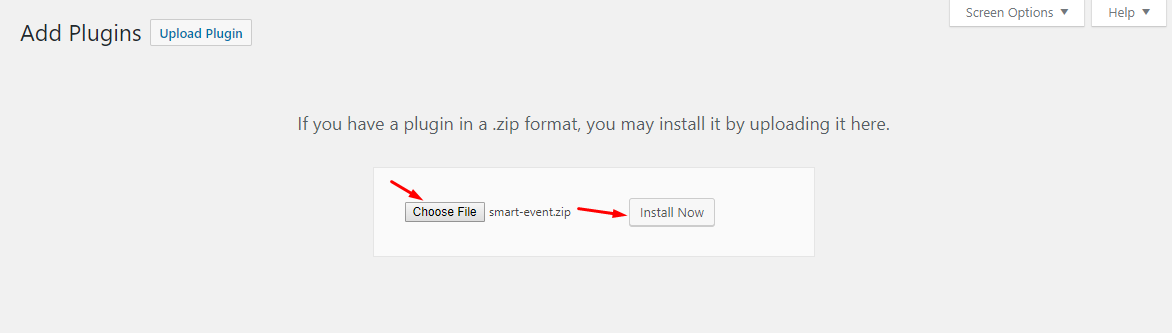 Screen Options ▼ Help ▼
Add Plugins Upload Plugin
If you have a plugin in a .zip format, you may install it by uploading it here.
Choose File smart-event.zip Install Now